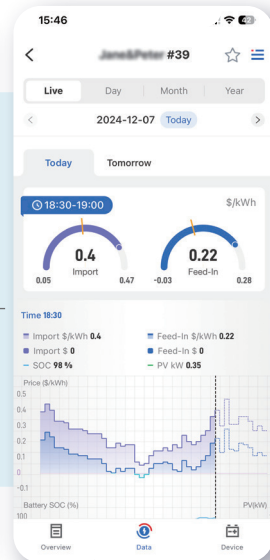 15:46
#39
Live Day Month Year
2024-12-07 Today
Today Tomorrow
18:30-19:00 $/kWh
0.4 0.22
Import Feed-In
0.05 0.47 -0.03 0.28
Time 18:30
Import $/kWh 0.4 Feed-In $/kWh 0.22
Import $ 0 Feed-In $ 0
SOC 98 % PV kW 0.35
Price ($/kWh)
0.5
0.4
0.3
0.2
0.1
0
-0.1
Battery SOC (%) PV(kW)
100
Overview Data Device